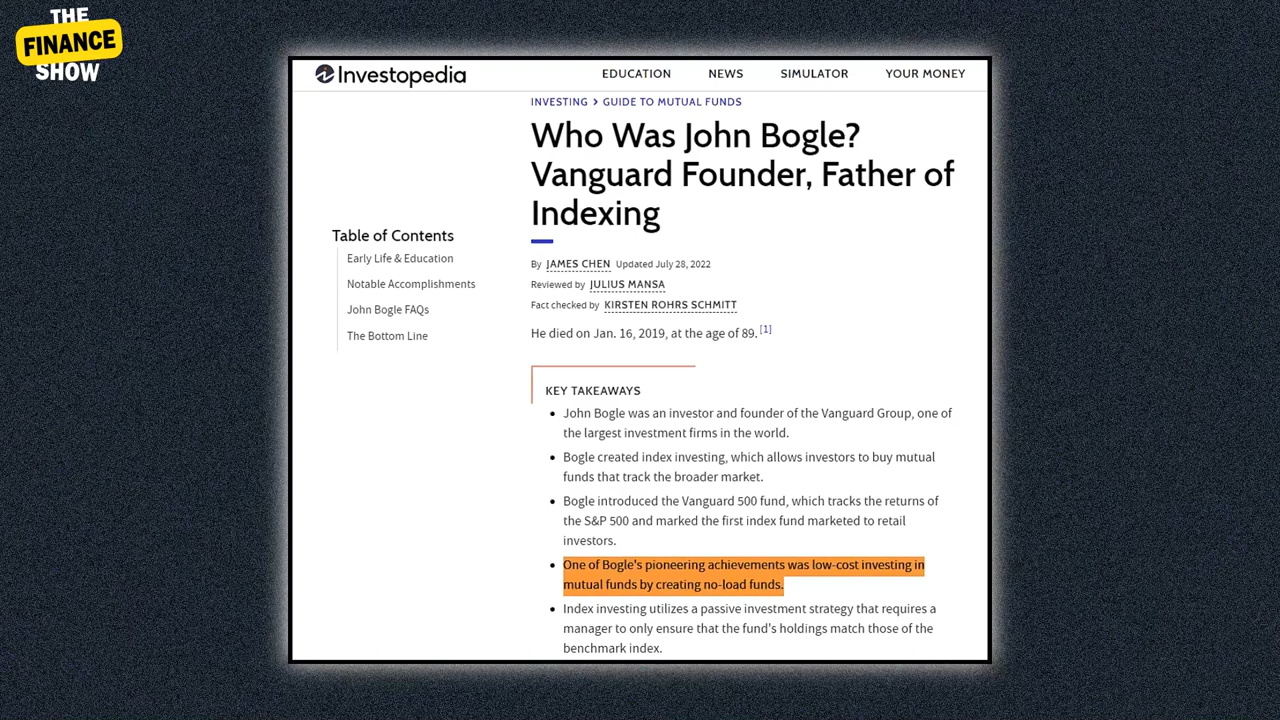 THE
FINANCE
SHOW
Investopedia
EDUCATION NEWS SIMULATOR YOUR MONEY
INVESTING > GUIDE TO MUTUAL FUNDS
Who Was John Bogle?
Vanguard Founder, Father of
Indexing
Table of Contents
Early Life & Education
Notable Accomplishments
John Bogle FAQs
The Bottom Line
By JAMES CHEN Updated July 28, 2022
Reviewed by JULIUS MANSA
Fact checked by KIRSTEN ROHRS SCHMITT
He died on Jan. 16, 2019, at the age of 89. [1]
KEY TAKEAWAYS
• John Bogle was an investor and founder of the Vanguard Group, one of
the largest investment firms in the world.
• Bogle created index investing, which allows investors to buy mutual
funds that track the broader market.
• Bogle introduced the Vanguard 500 fund, which tracks the returns of
the S&P 500 and marked the first index fund marketed to retail
investors.
• One of Bogle's pioneering achievements was low-cost investing in
mutual funds by creating no-load funds.
• Index investing utilizes a passive investment strategy that requires a
manager to only ensure that the fund's holdings match those of the
benchmark index.